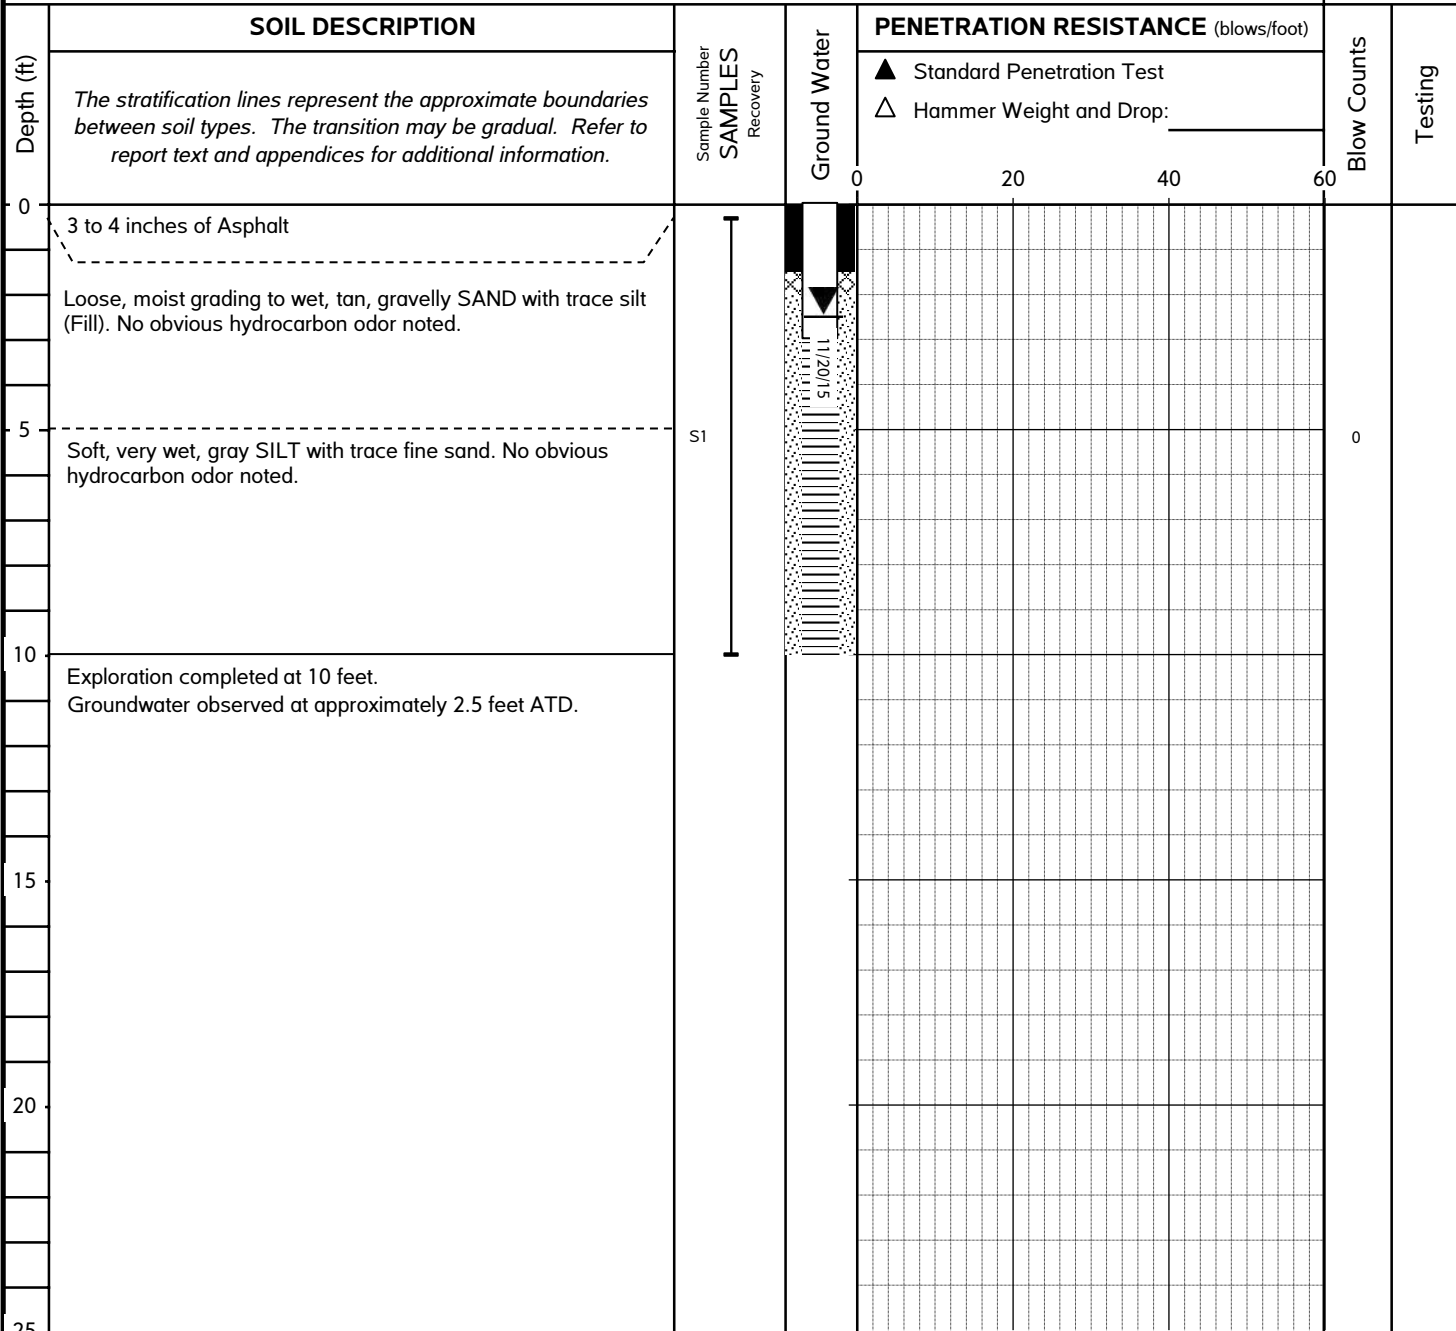 SOIL DESCRIPTION
The stratification lines represent the approximate boundaries
between soil types. The transition may be gradual. Refer to
report text and appendices for additional information.
Depth (ft)
Sample Number
SAMPLES
Recovery
Ground Water
PENETRATION RESISTANCE (blows/foot)
▲ Standard Penetration Test
△ Hammer Weight and Drop:
0 20 40 60
Blow Counts
Testing
0
3 to 4 inches of Asphalt
Loose, moist grading to wet, tan, gravelly SAND with trace silt
(Fill). No obvious hydrocarbon odor noted.
11/20/15
5
Soft, very wet, gray SILT with trace fine sand. No obvious
hydrocarbon odor noted.
S1
0
10
Exploration completed at 10 feet.
Groundwater observed at approximately 2.5 feet ATD.
15
20
25